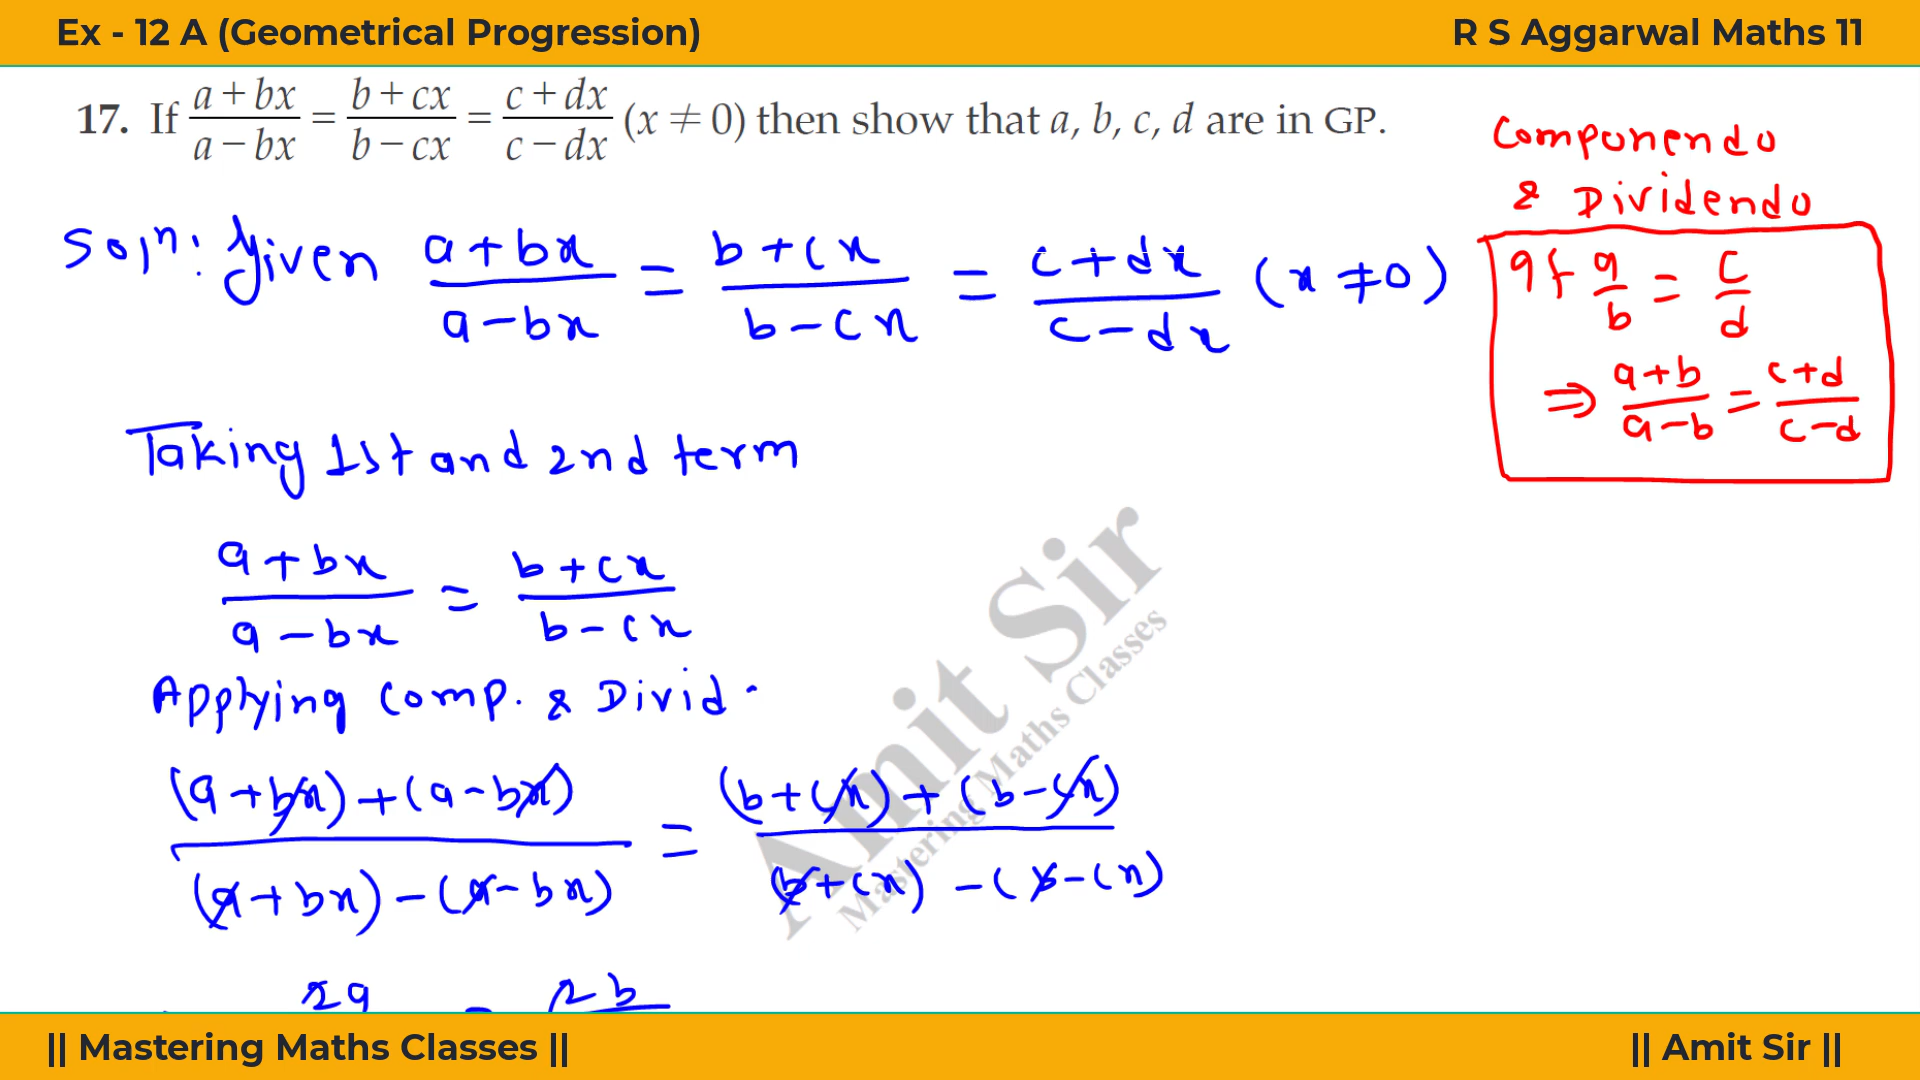 Ex - 12 A (Geometrical Progression)
R S Aggarwal Maths 11
17. If (a + bx)/(a − bx) = (b + cx)/(b − cx) = (c + dx)/(c − dx) (x ≠ 0) then show that a, b, c, d are in GP.
Componendo
& Dividendo
If a/b = c/d
⇒ (a+b)/(a−b) = (c+d)/(c−d)
Solⁿ: Given (a+bx)/(a−bx) = (b+cx)/(b−cx) = (c+dx)/(c−dx) (x ≠ 0)
Taking 1st and 2nd term
(a+bx)/(a−bx) = (b+cx)/(b−cx)
Applying Comp. & Divid.
((a+bx)+(a−bx))/((a+bx)−(a−bx)) = ((b+cx)+(b−cx))/((b+cx)−(b−cx))
2a = 2b
Amit Sir
Mastering Maths Classes
|| Mastering Maths Classes ||
|| Amit Sir ||